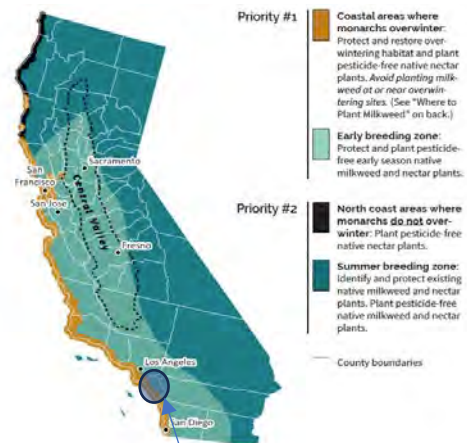 Priority #1
Coastal areas where
monarchs overwinter:
Protect and restore over-
wintering habitat and plant
pesticide-free native nectar
plants. Avoid planting milk-
weed at or near overwin-
tering sites. (See "Where to
Plant Milkweed" on back.)
Early breeding zone:
Protect and plant pesticide-
free early season native
milkweed and nectar plants.
Priority #2
North coast areas where
monarchs do not over-
winter: Plant pesticide-free
native nectar plants.
Summer breeding zone:
Identify and protect existing
native milkweed and nectar
plants. Plant pesticide-free
native milkweed and nectar
plants.
County boundaries
Sacramento
San
Francisco
San Jose
Central Valley
Fresno
Los Angeles
San Diego